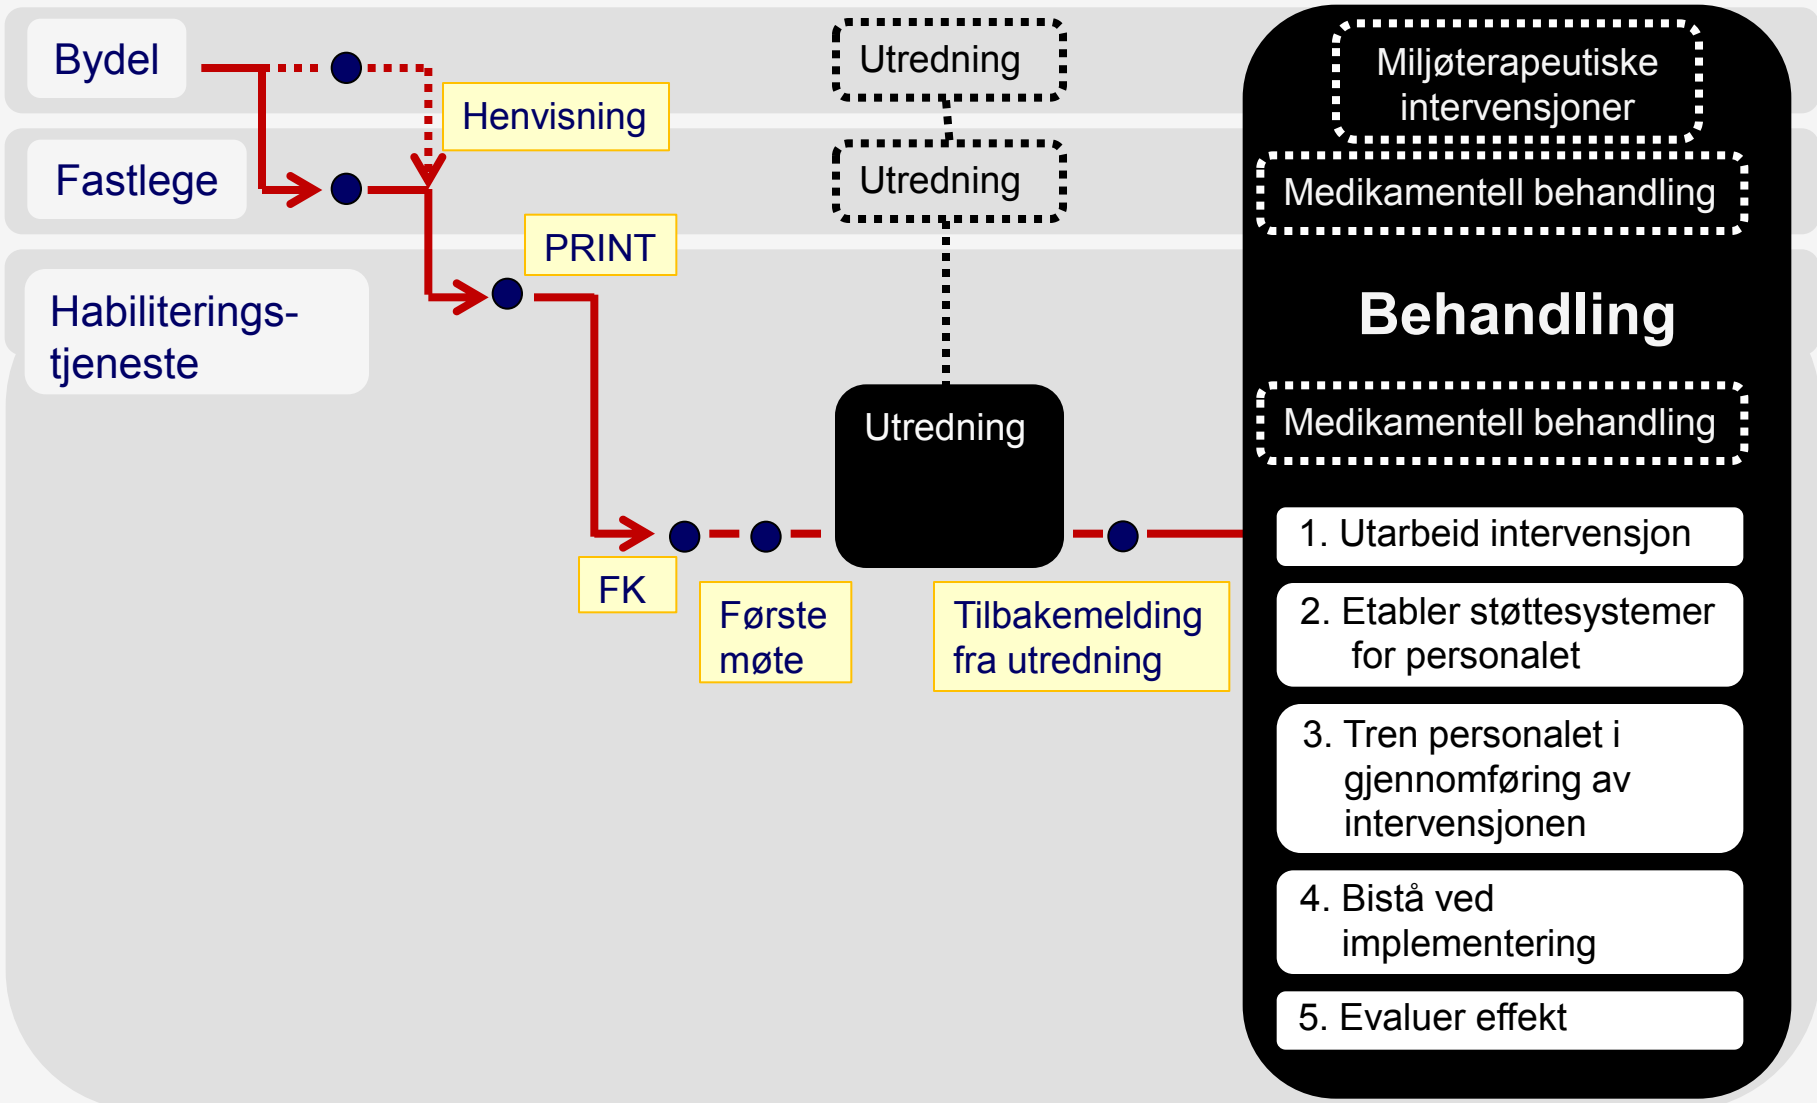 Bydel
Henvisning
Utredning
Miljøterapeutiske
intervensjoner
Fastlege
Utredning
Medikamentell behandling
PRINT
Habiliterings-
tjeneste
Behandling
Utredning
Medikamentell behandling
FK
Første
møte
Tilbakemelding
fra utredning
1. Utarbeid intervensjon
2. Etabler støttesystemer
for personalet
3. Tren personalet i
gjennomføring av
intervensjonen
4. Bistå ved
implementering
5. Evaluer effekt